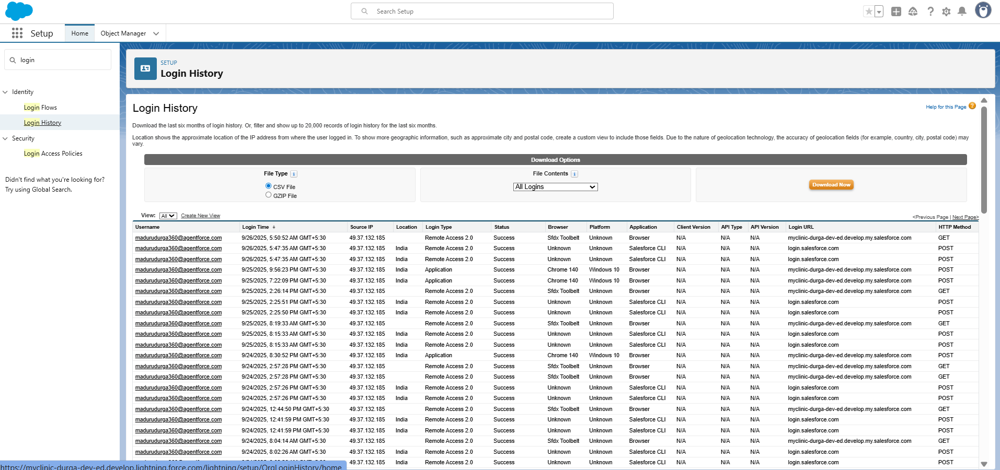 Search Setup
Setup
Home
Object Manager
login
Identity
Login Flows
Login History
Security
Login Access Policies
Didn't find what you're looking for?
Try using Global Search.
SETUP
Login History
Login History
Help for this Page
Download the last six months of login history. Or, filter and show up to 20,000 records of login history for the last six months.
Location shows the approximate location of the IP address from where the user logged in. To show more geographic information, such as approximate city and postal code, create a custom view to include those fields. Due to the nature of geolocation technology, the accuracy of geolocation fields (for example, country, city, postal code) may
vary.
Download Options
File Type i
CSV File
GZIP File
File Contents i
All Logins
Download Now
View: All Create New View
<Previous Page | Next Page>
Username Login Time Source IP Location Login Type Status Browser Platform Application Client Version API Type API Version Login URL HTTP Method
madurudurga360@agentforce.com 9/26/2025, 5:50:52 AM GMT+5:30 49.37.132.185 Remote Access 2.0 Success Sfdx Toolbelt Unknown Browser N/A N/A N/A myclinic-durga-dev-ed.develop.my.salesforce.com GET
madurudurga360@agentforce.com 9/26/2025, 5:47:35 AM GMT+5:30 49.37.132.185 India Remote Access 2.0 Success Unknown Unknown Salesforce CLI N/A N/A N/A login.salesforce.com POST
madurudurga360@agentforce.com 9/26/2025, 5:47:35 AM GMT+5:30 49.37.132.185 India Remote Access 2.0 Success Unknown Unknown Salesforce CLI N/A N/A N/A login.salesforce.com POST
madurudurga360@agentforce.com 9/25/2025, 9:56:23 PM GMT+5:30 49.37.132.185 India Application Success Chrome 140 Windows 10 Browser N/A N/A N/A myclinic-durga-dev-ed.develop.my.salesforce.com POST
madurudurga360@agentforce.com 9/25/2025, 7:22:09 PM GMT+5:30 49.37.132.185 India Application Success Chrome 140 Windows 10 Browser N/A N/A N/A myclinic-durga-dev-ed.develop.my.salesforce.com POST
madurudurga360@agentforce.com 9/25/2025, 2:26:14 PM GMT+5:30 49.37.132.185 Remote Access 2.0 Success Sfdx Toolbelt Unknown Browser N/A N/A N/A myclinic-durga-dev-ed.develop.my.salesforce.com GET
madurudurga360@agentforce.com 9/25/2025, 2:25:51 PM GMT+5:30 49.37.132.185 India Remote Access 2.0 Success Unknown Unknown Salesforce CLI N/A N/A N/A login.salesforce.com POST
madurudurga360@agentforce.com 9/25/2025, 2:25:50 PM GMT+5:30 49.37.132.185 India Remote Access 2.0 Success Unknown Unknown Salesforce CLI N/A N/A N/A login.salesforce.com POST
madurudurga360@agentforce.com 9/25/2025, 8:19:33 AM GMT+5:30 49.37.132.185 Remote Access 2.0 Success Sfdx Toolbelt Unknown Browser N/A N/A N/A myclinic-durga-dev-ed.develop.my.salesforce.com GET
madurudurga360@agentforce.com 9/25/2025, 8:15:33 AM GMT+5:30 49.37.132.185 India Remote Access 2.0 Success Unknown Unknown Salesforce CLI N/A N/A N/A login.salesforce.com POST
madurudurga360@agentforce.com 9/25/2025, 8:15:33 AM GMT+5:30 49.37.132.185 India Remote Access 2.0 Success Unknown Unknown Salesforce CLI N/A N/A N/A login.salesforce.com POST
madurudurga360@agentforce.com 9/24/2025, 8:30:52 PM GMT+5:30 49.37.132.185 India Application Success Chrome 140 Windows 10 Browser N/A N/A N/A myclinic-durga-dev-ed.develop.my.salesforce.com POST
madurudurga360@agentforce.com 9/24/2025, 2:57:28 PM GMT+5:30 49.37.132.185 Remote Access 2.0 Success Sfdx Toolbelt Unknown Browser N/A N/A N/A myclinic-durga-dev-ed.develop.my.salesforce.com GET
madurudurga360@agentforce.com 9/24/2025, 2:57:28 PM GMT+5:30 49.37.132.185 Remote Access 2.0 Success Sfdx Toolbelt Unknown Browser N/A N/A N/A myclinic-durga-dev-ed.develop.my.salesforce.com GET
madurudurga360@agentforce.com 9/24/2025, 2:57:26 PM GMT+5:30 49.37.132.185 India Remote Access 2.0 Success Unknown Unknown Salesforce CLI N/A N/A N/A login.salesforce.com POST
madurudurga360@agentforce.com 9/24/2025, 2:57:26 PM GMT+5:30 49.37.132.185 India Remote Access 2.0 Success Unknown Unknown Salesforce CLI N/A N/A N/A login.salesforce.com POST
madurudurga360@agentforce.com 9/24/2025, 12:44:50 PM GMT+5:30 49.37.132.185 Remote Access 2.0 Success Sfdx Toolbelt Unknown Browser N/A N/A N/A myclinic-durga-dev-ed.develop.my.salesforce.com GET
madurudurga360@agentforce.com 9/24/2025, 12:41:59 PM GMT+5:30 49.37.132.185 India Remote Access 2.0 Success Unknown Unknown Salesforce CLI N/A N/A N/A login.salesforce.com POST
madurudurga360@agentforce.com 9/24/2025, 12:41:59 PM GMT+5:30 49.37.132.185 India Remote Access 2.0 Success Unknown Unknown Salesforce CLI N/A N/A N/A login.salesforce.com POST
madurudurga360@agentforce.com 9/24/2025, 8:04:14 AM GMT+5:30 49.37.132.185 Remote Access 2.0 Success Sfdx Toolbelt Unknown Browser N/A N/A N/A myclinic-durga-dev-ed.develop.my.salesforce.com GET
madurudurga360@agentforce.com 9/24/2025, 8:02:26 AM GMT+5:30 49.37.132.185 India Remote Access 2.0 Success Unknown Unknown Salesforce CLI N/A N/A N/A login.salesforce.com POST
49.37.132.185 India Remote Access 2.0 Success Unknown Unknown Salesforce CLI N/A N/A N/A login.salesforce.com POST
https://myclinic-durga-dev-ed.develop.lightning.force.com/lightning/setup/OrgLoginHistory/home